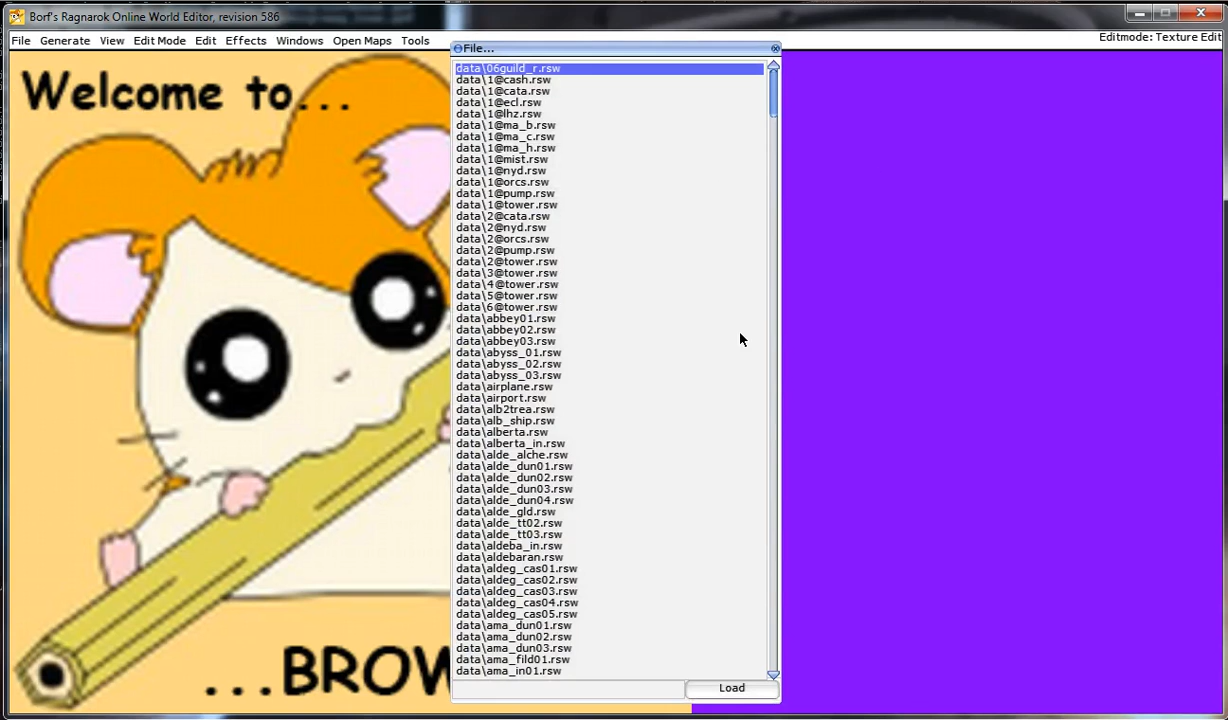 Borf's Ragnarok Online World Editor, revision 586
File Generate View Edit Mode Edit Effects Windows Open Maps Tools
Editmode: Texture Edit
Welcome to...
File...
data\06guild_r.rsw
data\1@cash.rsw
data\1@cata.rsw
data\1@ecl.rsw
data\1@lhz.rsw
data\1@ma_b.rsw
data\1@ma_c.rsw
data\1@ma_h.rsw
data\1@mist.rsw
data\1@nyd.rsw
data\1@orcs.rsw
data\1@pump.rsw
data\1@tower.rsw
data\2@cata.rsw
data\2@nyd.rsw
data\2@orcs.rsw
data\2@pump.rsw
data\2@tower.rsw
data\3@tower.rsw
data\4@tower.rsw
data\5@tower.rsw
data\6@tower.rsw
data\abbey01.rsw
data\abbey02.rsw
data\abbey03.rsw
data\abyss_01.rsw
data\abyss_02.rsw
data\abyss_03.rsw
data\airplane.rsw
data\airport.rsw
data\alb2trea.rsw
data\alb_ship.rsw
data\alberta.rsw
data\alberta_in.rsw
data\alde_alche.rsw
data\alde_dun01.rsw
data\alde_dun02.rsw
data\alde_dun03.rsw
data\alde_dun04.rsw
data\alde_gld.rsw
data\alde_tt02.rsw
data\alde_tt03.rsw
data\aldeba_in.rsw
data\aldebaran.rsw
data\aldeg_cas01.rsw
data\aldeg_cas02.rsw
data\aldeg_cas03.rsw
data\aldeg_cas04.rsw
data\aldeg_cas05.rsw
data\ama_dun01.rsw
data\ama_dun02.rsw
data\ama_dun03.rsw
data\ama_fild01.rsw
data\ama_in01.rsw
Load
...BROW